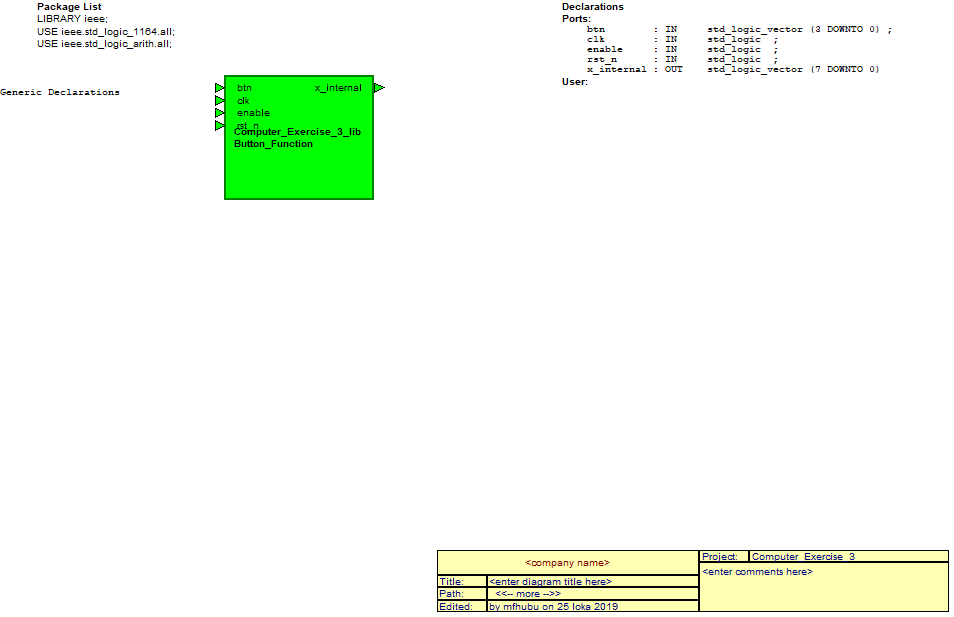 Package List
LIBRARY ieee;
USE ieee.std_logic_1164.all;
USE ieee.std_logic_arith.all;
Generic Declarations
Declarations
Ports:
btn : IN std_logic_vector (3 DOWNTO 0) ;
clk : IN std_logic ;
enable : IN std_logic ;
rst_n : IN std_logic ;
x_internal : OUT std_logic_vector (7 DOWNTO 0)
User:
btn x_internal
clk
enable
rst_n
Computer_Exercise_3_lib
Button_Function
<company name>
Title: <enter diagram title here>
Path: <<-- more -->>
Edited: by mfhubu on 25 loka 2019
Project: Computer_Exercise_3
<enter comments here>